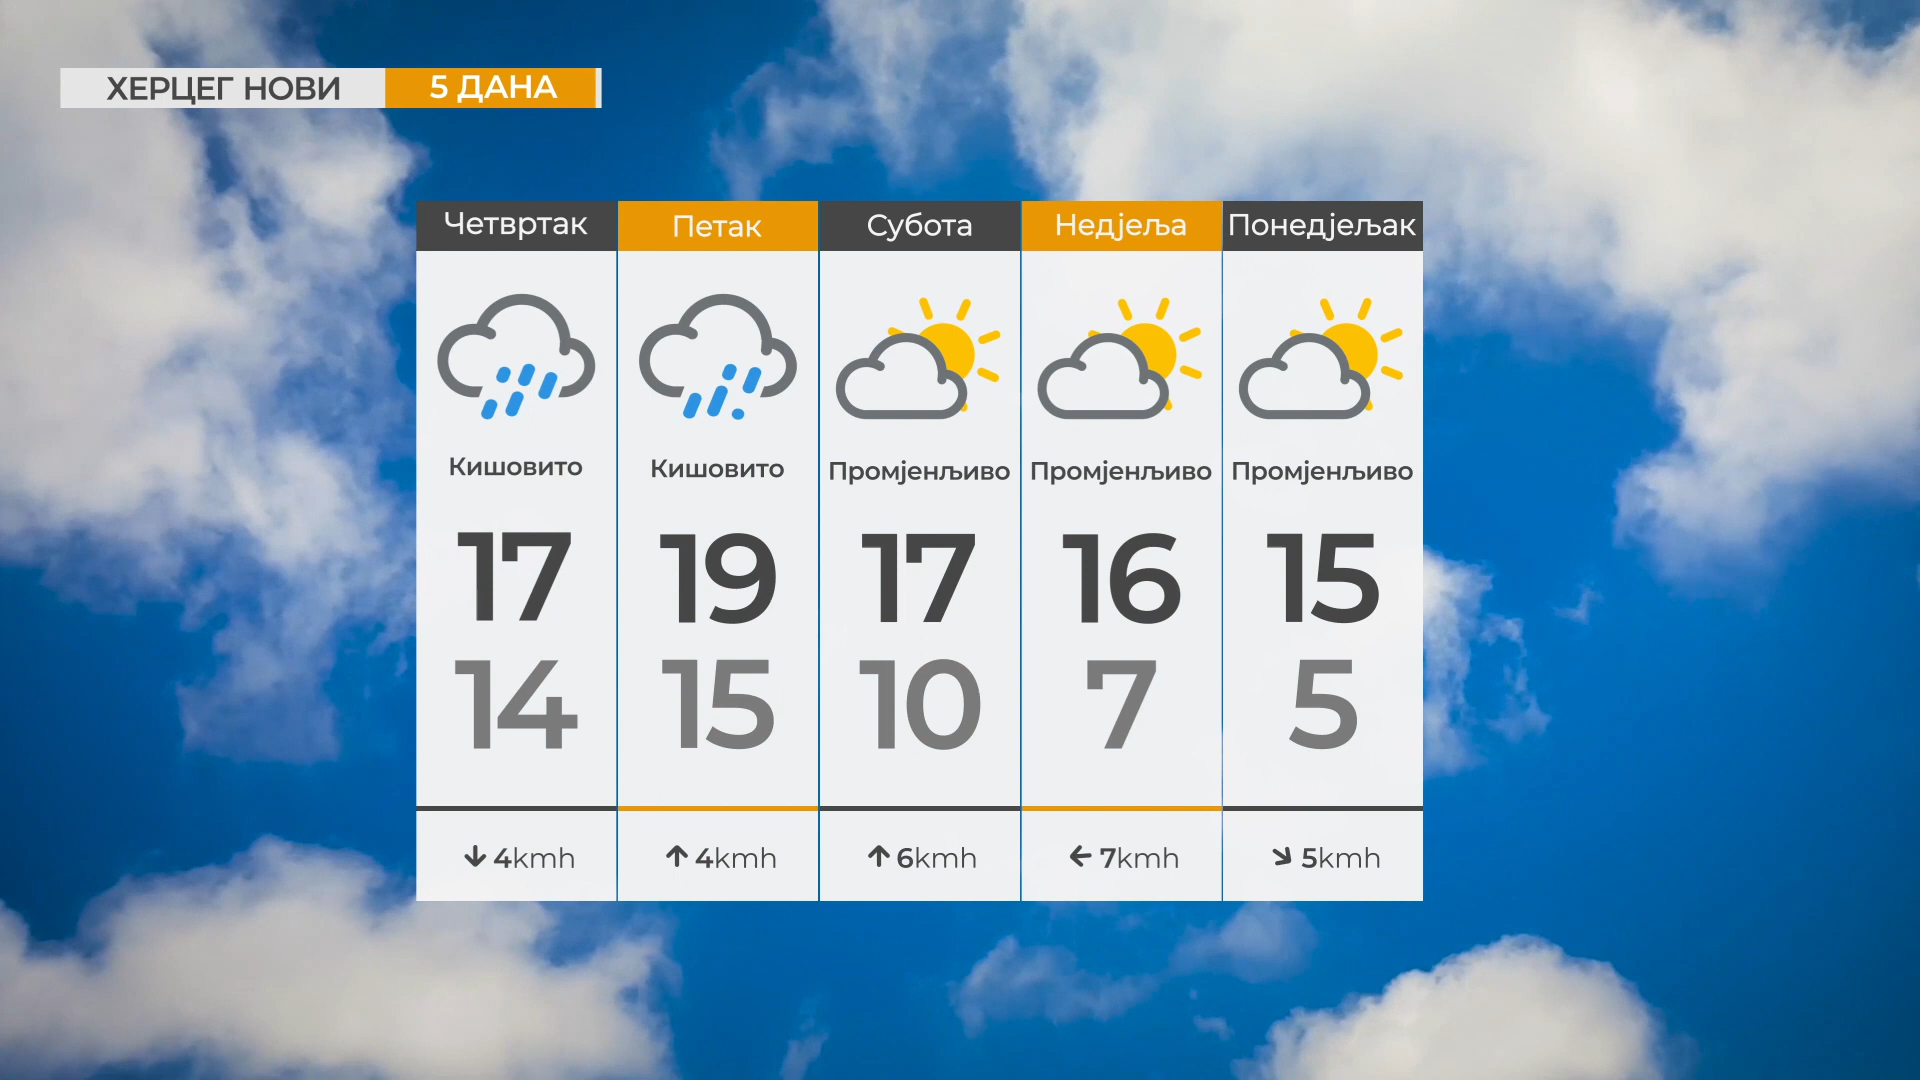 ХЕРЦЕГ НОВИ 5 ДАНА
Четвртак Петак Субота Недјеља Понедјељак
Кишовито Кишовито Промјенљиво Промјенљиво Промјенљиво
17 19 17 16 15
14 15 10 7 5
4kmh 4kmh 6kmh 7kmh 5kmh